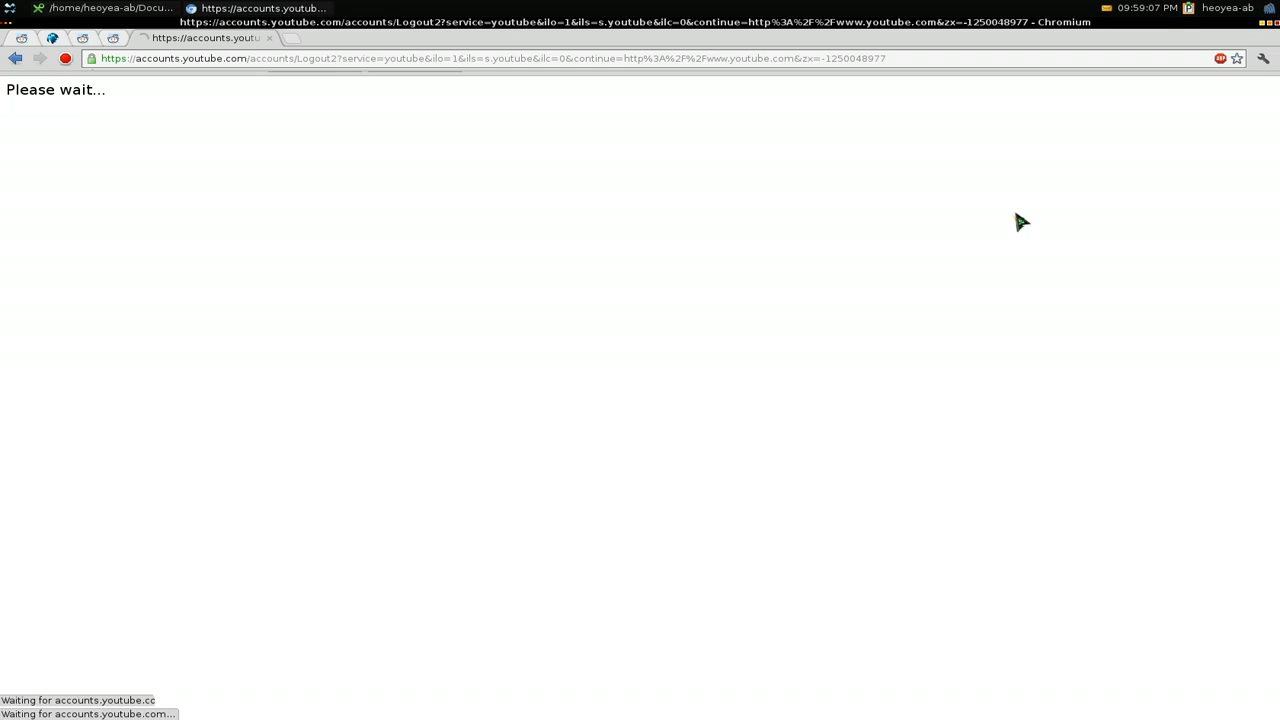 /home/heoyea-ab/Docu...
https://accounts.youtub...
09:59:07 PM
heoyea-ab
https://accounts.youtube.com/accounts/Logout2?service=youtube&ilo=1&ils=s.youtube&ilc=0&continue=http%3A%2F%2Fwww.youtube.com&zx=-1250048977 - Chromium
https://accounts.youtu
https://accounts.youtube.com/accounts/Logout2?service=youtube&ilo=1&ils=s.youtube&ilc=0&continue=http%3A%2F%2Fwww.youtube.com&zx=-1250048977
ABP
Please wait...
Waiting for accounts.youtube.cc
Waiting for accounts.youtube.com...